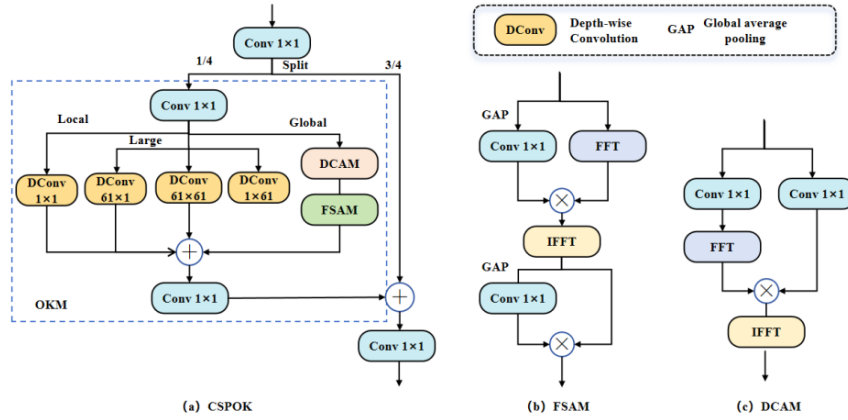 Conv 1×1
1/4
Split
3/4
Conv 1×1
Local
Global
Large
DConv
1×1
DConv
61×1
DConv
61×61
DConv
1×61
DCAM
FSAM
+
Conv 1×1
OKM
+
Conv 1×1
(a) CSPOK
DConv
Depth-wise
Convolution
GAP
Global average
pooling
GAP
Conv 1×1
FFT
×
IFFT
GAP
Conv 1×1
×
(b) FSAM
Conv 1×1
Conv 1×1
FFT
×
IFFT
(c) DCAM